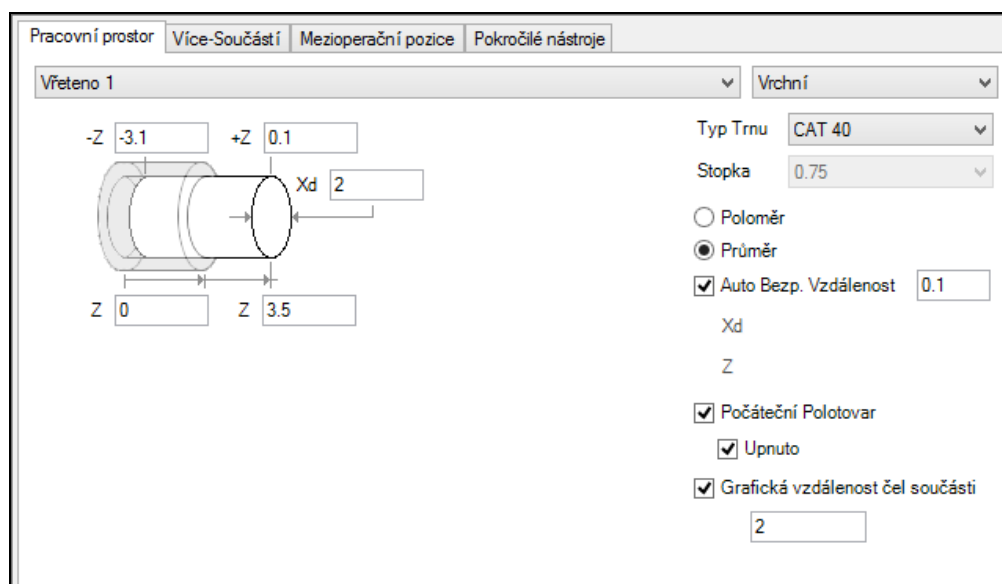 Pracovní prostor Více-Součástí Mezioperační pozice Pokročilé nástroje
Vřeteno 1 Vrchní
-Z -3.1 +Z 0.1
Xd 2
Z 0 Z 3.5
Typ Trnu CAT 40
Stopka 0.75
Poloměr
Průměr
Auto Bezp. Vzdálenost 0.1
Xd
Z
Počáteční Polotovar
Upnuto
Grafická vzdálenost čel součásti
2